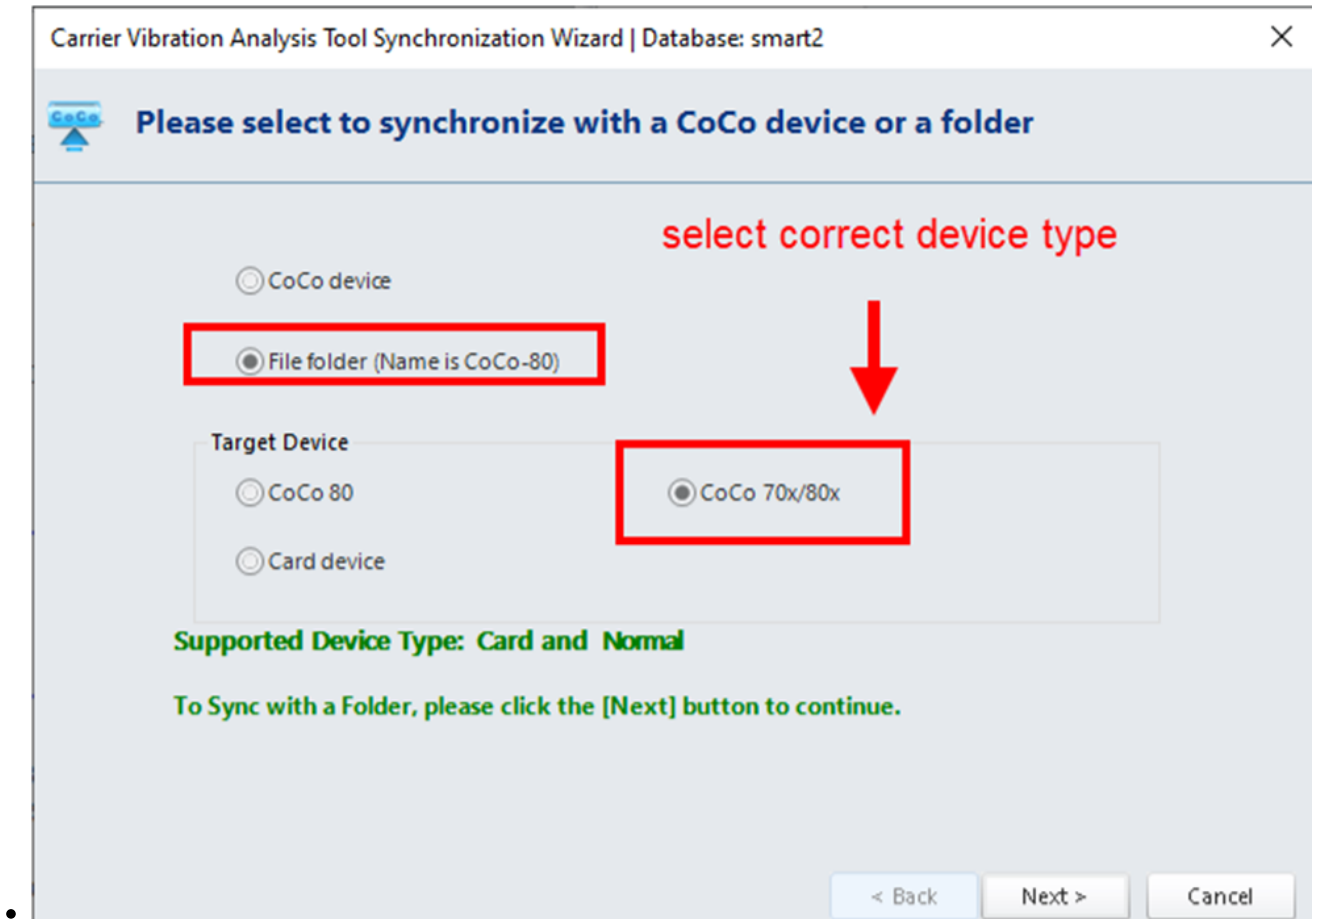 Carrier Vibration Analysis Tool Synchronization Wizard | Database: smart2
CoCo
Please select to synchronize with a CoCo device or a folder
select correct device type
CoCo device
File folder (Name is CoCo-80)
Target Device
CoCo 80
CoCo 70x/80x
Card device
Supported Device Type: Card and Normal
To Sync with a Folder, please click the [Next] button to continue.
< Back
Next >
Cancel